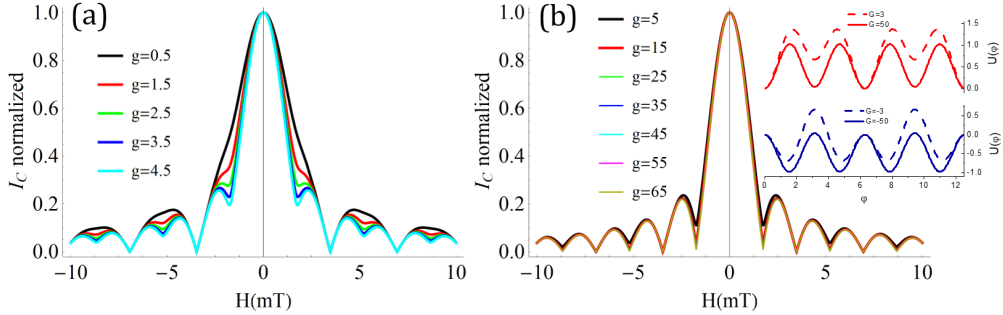 (a)
I_C normalized
1.0
0.8
0.6
0.4
0.2
0.0
g=0.5
g=1.5
g=2.5
g=3.5
g=4.5
−10 −5 0 5 10
H(mT)
(b)
I_C normalized
1.0
0.8
0.6
0.4
0.2
0.0
g=5
g=15
g=25
g=35
g=45
g=55
g=65
−10 −5 0 5 10
H(mT)
G=3
G=50
1.5
1.0
0.5
0.0
U(φ)
G=-3
G=-50
0.5
0.0
-0.5
-1.0
U(φ)
0 2 4 6 8 10 12
φ